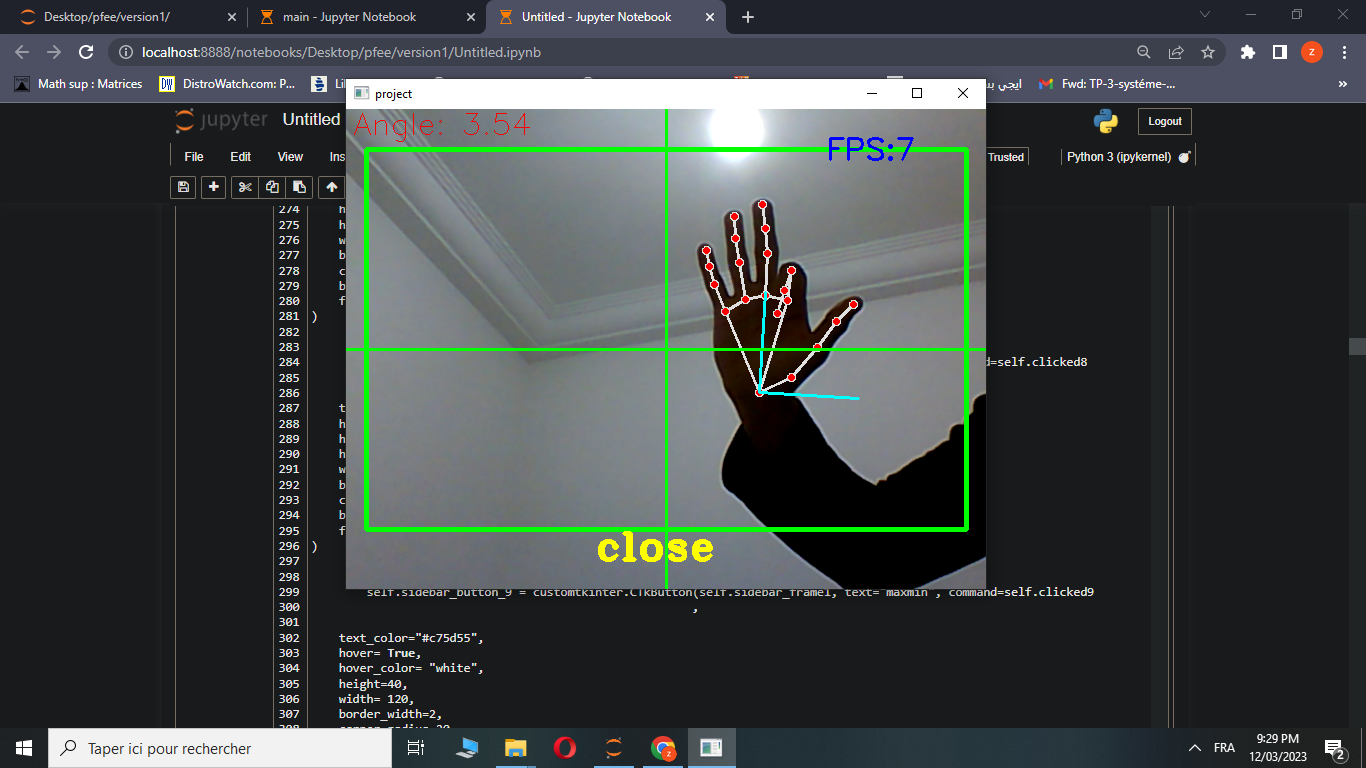 Desktop/pfee/version1/
main - Jupyter Notebook
Untitled - Jupyter Notebook
localhost:8888/notebooks/Desktop/pfee/version1/Untitled.ipynb
z
Math sup : Matrices
DW
DistroWatch.com: P...
Fwd: TP-3-systéme-...
»
project
jupyter
Untitled
Logout
File
Edit
View
Trusted
Python 3 (ipykernel)
Angle: 3.54
FPS:7
close
274 h
275 h
276 w
277 b
278 c
279 b
280 f
281 )
282
283
284 d=self.clicked8
285
286
287 t
288 h
289 h
290 h
291 w
292 b
293 c
294 b
295 f
296 )
297
298
299 self.sidebar_button_9 = customtkinter.CTkButton(self.sidebar_frame1, text="maxmin", command=self.clicked9
300 ,
301
302 text_color="#c75d55",
303 hover= True,
304 hover_color= "white",
305 height=40,
306 width= 120,
307 border_width=2,
Taper ici pour rechercher
FRA
9:29 PM
12/03/2023
2